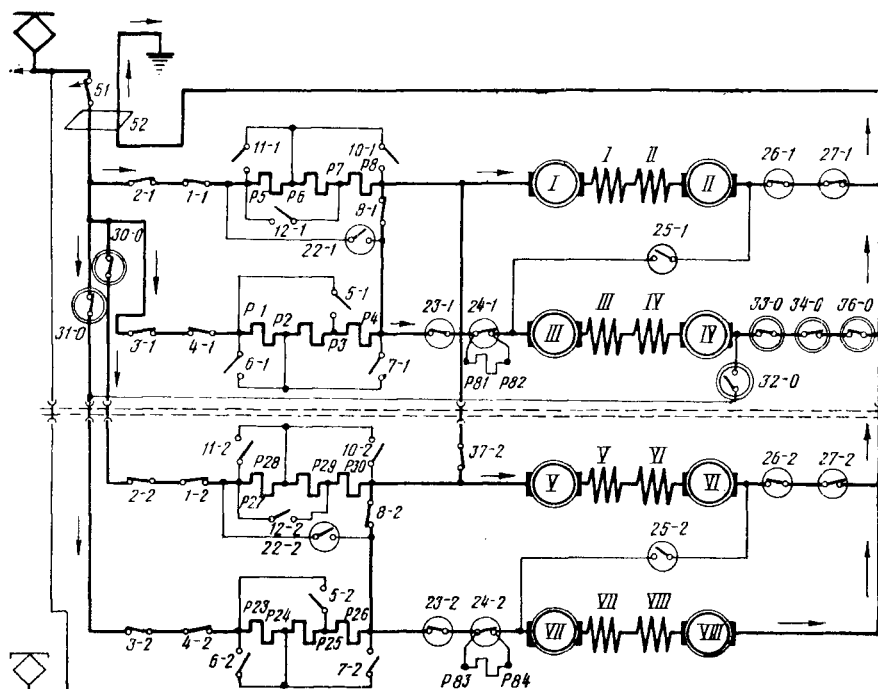 51
52
11-1
10-1
I
II
26-1
27-1
2-1
1-1
P5
P6
P7
P8
I
II
12-1
8-1
22-1
25-1
30-0
31-0
P1
P2
P3
P4
5-1
23-1
24-1
III
IV
33-0
34-0
36-0
3-1
4-1
III
IV
6-1
7-1
P81
P82
32-0
11-2
10-2
37-2
V
VI
26-2
27-2
P28
P29
P30
2-2
1-2
P27
V
VI
12-2
8-2
22-2
25-2
P23
P24
5-2
P25
P26
23-2
24-2
VII
VIII
3-2
4-2
VII
VIII
6-2
7-2
P83
P84